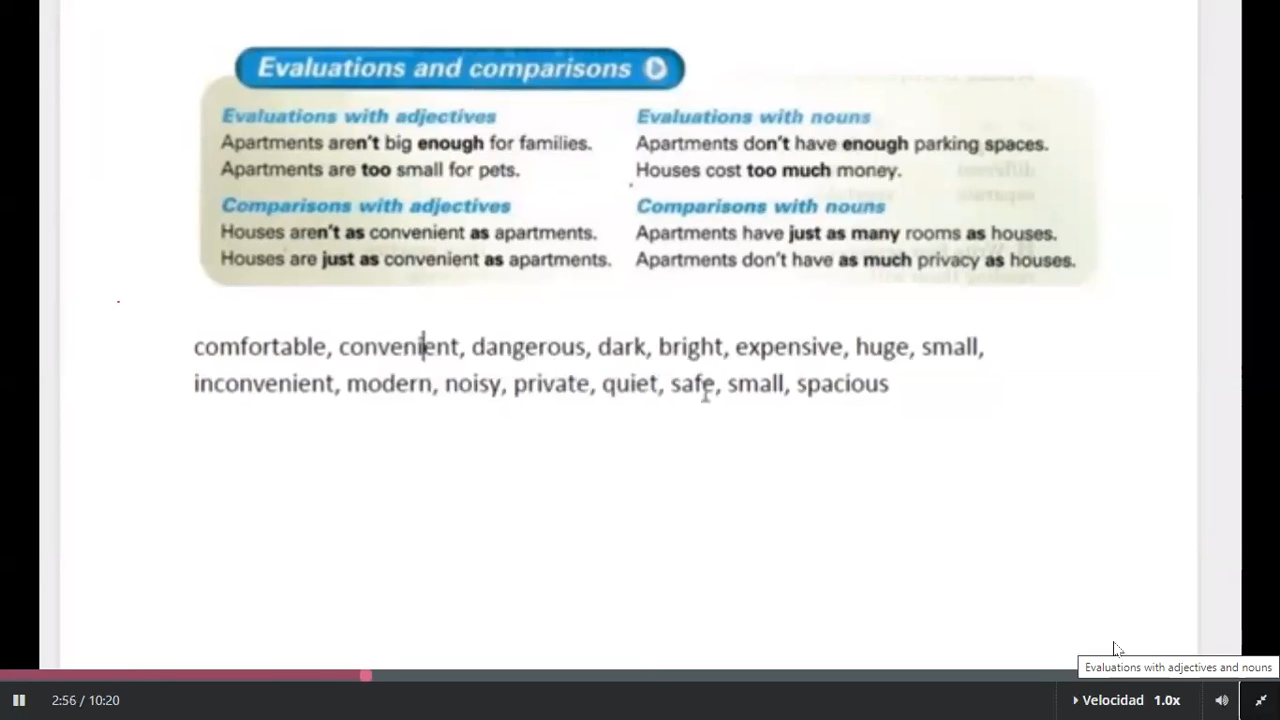 Evaluations and comparisons
Evaluations with adjectives
Apartments aren't big enough for families.
Apartments are too small for pets.
Comparisons with adjectives
Houses aren't as convenient as apartments.
Houses are just as convenient as apartments.
Evaluations with nouns
Apartments don't have enough parking spaces.
Houses cost too much money.
Comparisons with nouns
Apartments have just as many rooms as houses.
Apartments don't have as much privacy as houses.
comfortable, convenient, dangerous, dark, bright, expensive, huge, small,
inconvenient, modern, noisy, private, quiet, safe, small, spacious
Evaluations with adjectives and nouns
2:56 / 10:20
Velocidad 1.0x